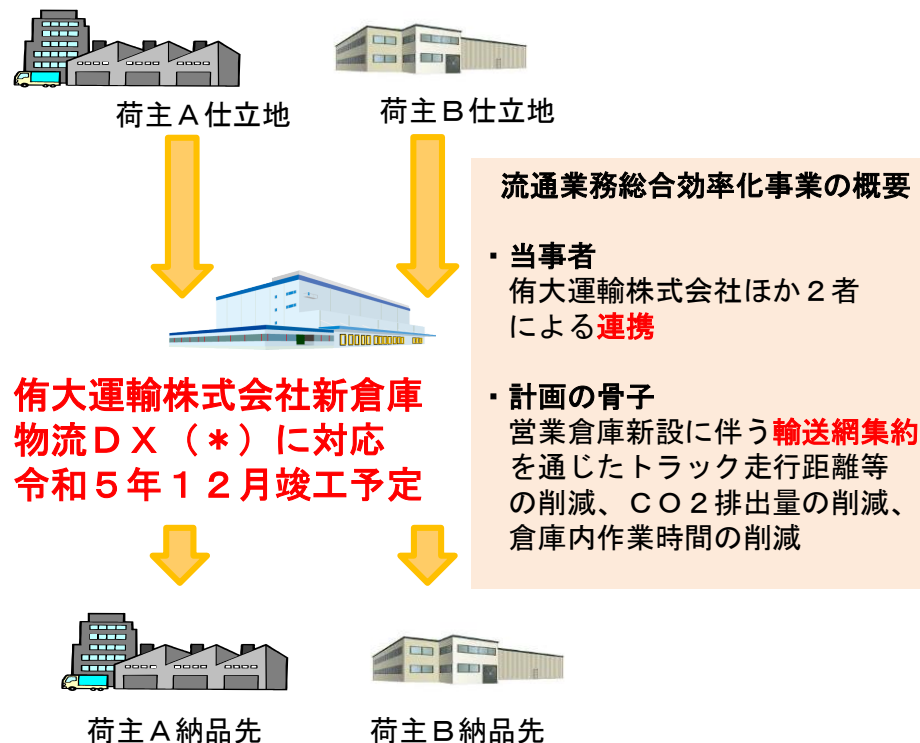 荷主Ａ仕立地
荷主Ｂ仕立地
流通業務総合効率化事業の概要
・当事者
侑大運輸株式会社ほか２者
による連携
・計画の骨子
営業倉庫新設に伴う輸送網集約
を通じたトラック走行距離等
の削減、ＣＯ２排出量の削減、
倉庫内作業時間の削減
侑大運輸株式会社新倉庫
物流ＤＸ（＊）に対応
令和５年１２月竣工予定
荷主Ａ納品先
荷主Ｂ納品先